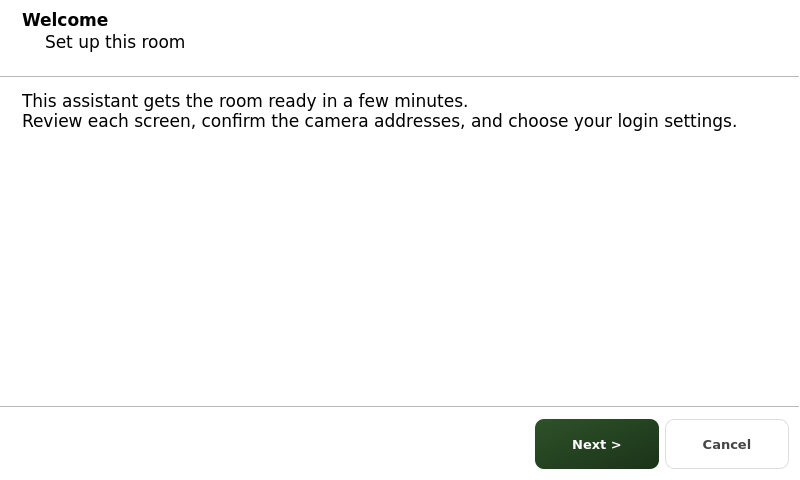 Welcome
Set up this room
This assistant gets the room ready in a few minutes.
Review each screen, confirm the camera addresses, and choose your login settings.
Next >
Cancel